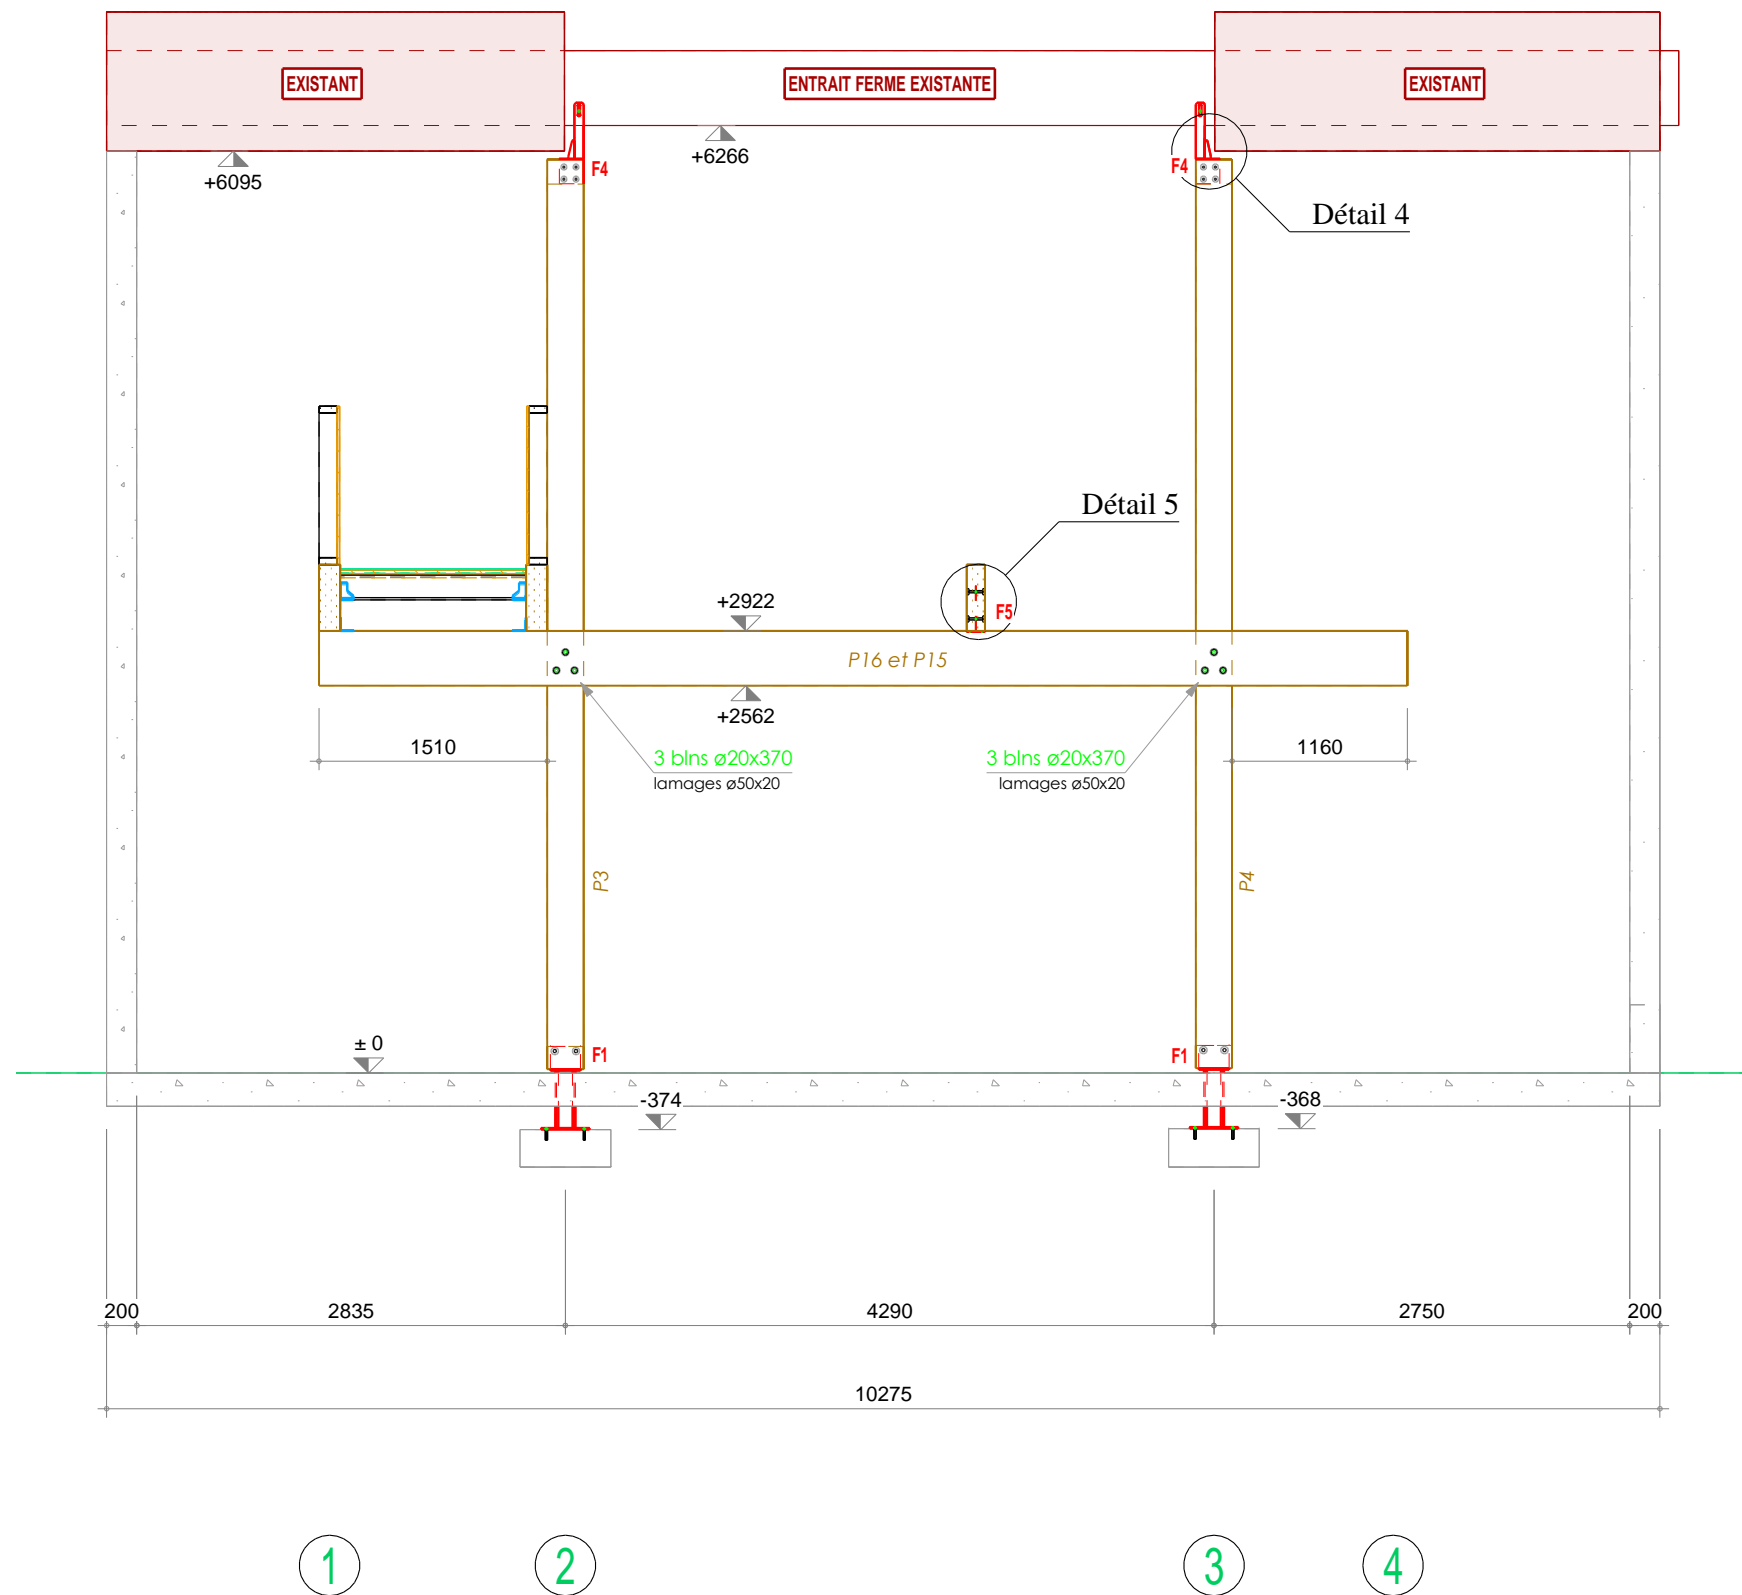 EXISTANT
ENTRAIT FERME EXISTANTE
EXISTANT
+6095
+6266
F4
F4
Détail 4
Détail 5
F5
+2922
P16 et P15
+2562
1510
1160
3 blns ø20x370
lamages ø50x20
3 blns ø20x370
lamages ø50x20
P3
P4
± 0
F1
F1
-374
-368
200
2835
4290
2750
200
10275
1
2
3
4